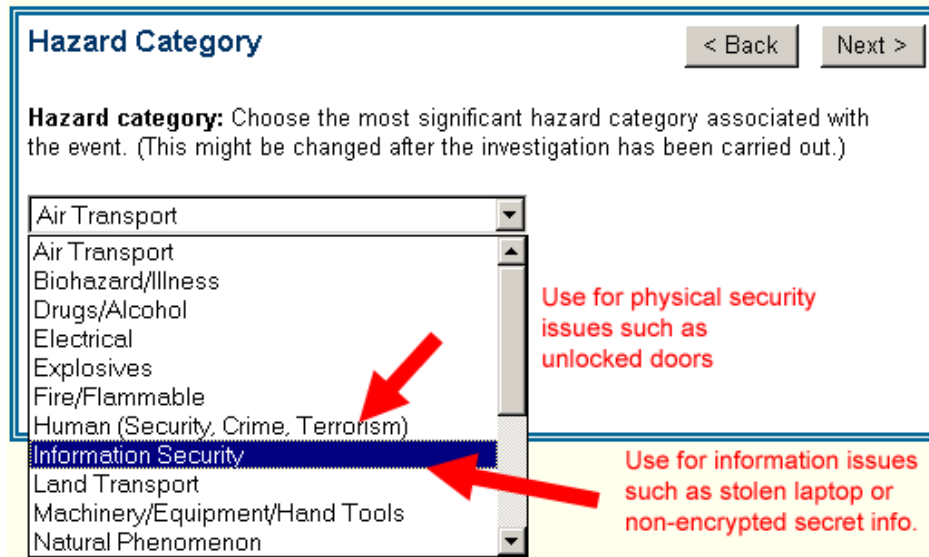 Hazard Category
< Back
Next >
Hazard category: Choose the most significant hazard category associated with
the event. (This might be changed after the investigation has been carried out.)
Air Transport
Air Transport
Biohazard/Illness
Drugs/Alcohol
Electrical
Explosives
Fire/Flammable
Human (Security, Crime, Terrorism)
Information Security
Land Transport
Machinery/Equipment/Hand Tools
Natural Phenomenon
Use for physical security
issues such as
unlocked doors
Use for information issues
such as stolen laptop or
non-encrypted secret info.